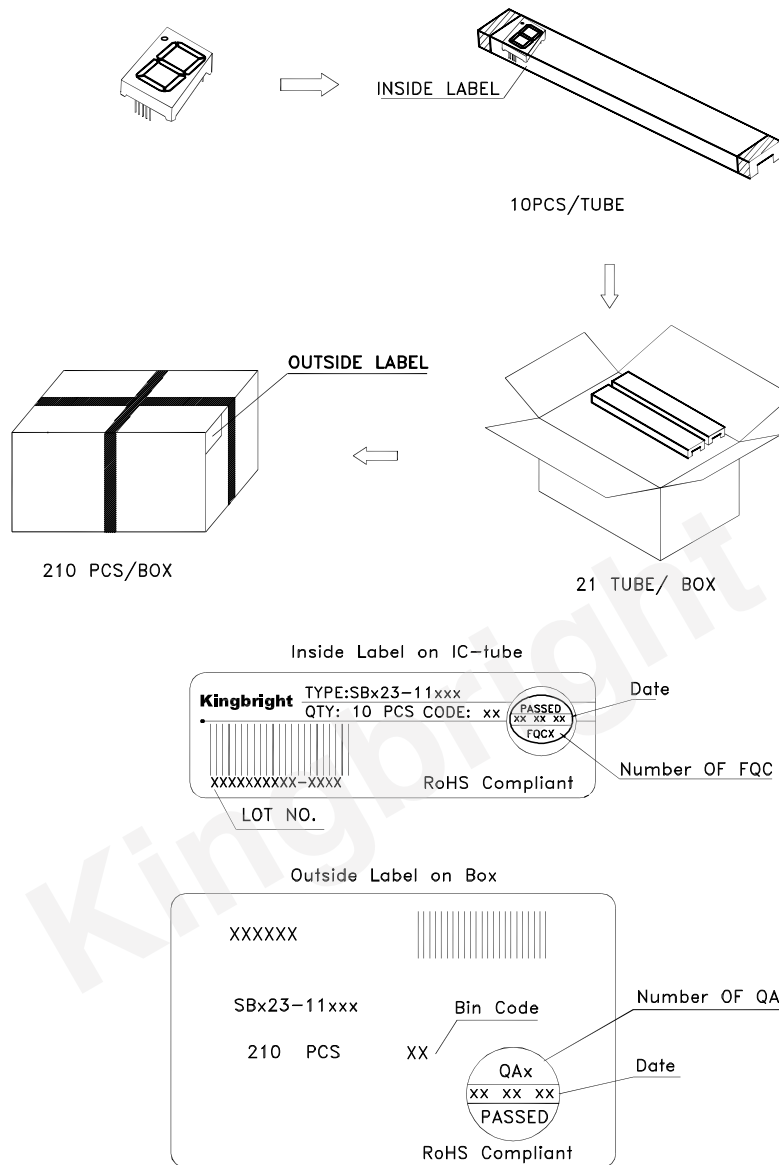 INSIDE LABEL
10PCS/TUBE
OUTSIDE LABEL
210 PCS/BOX
21 TUBE/ BOX
Inside Label on IC-tube
Kingbright
TYPE:SBx23-11xxx
QTY: 10 PCS CODE: xx
PASSED
xx xx xx
FQCX
Date
Number OF FQC
XXXXXXXXXX-XXXX
RoHS Compliant
LOT NO.
Outside Label on Box
XXXXXX
SBx23-11xxx
Bin Code
Number OF QA
210 PCS
XX
QAx
Date
xx xx xx
PASSED
RoHS Compliant
Kingbright